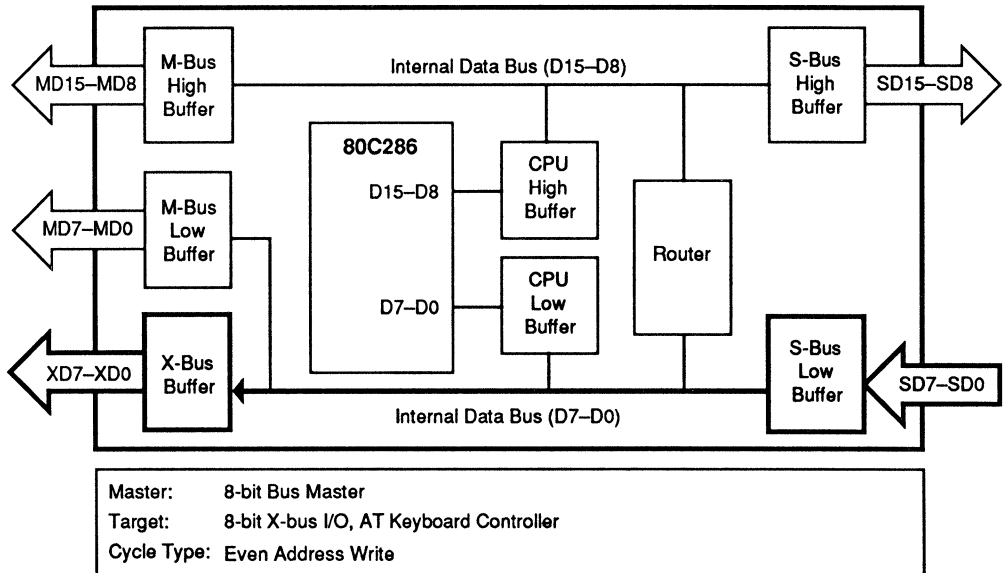 MD15–MD8
M-Bus
High
Buffer
Internal Data Bus (D15–D8)
S-Bus
High
Buffer
SD15–SD8
80C286
D15–D8
CPU
High
Buffer
MD7–MD0
M-Bus
Low
Buffer
Router
D7–D0
CPU
Low
Buffer
XD7–XD0
X-Bus
Buffer
S-Bus
Low
Buffer
SD7–SD0
Internal Data Bus (D7–D0)
Master: 8-bit Bus Master
Target: 8-bit X-bus I/O, AT Keyboard Controller
Cycle Type: Even Address Write